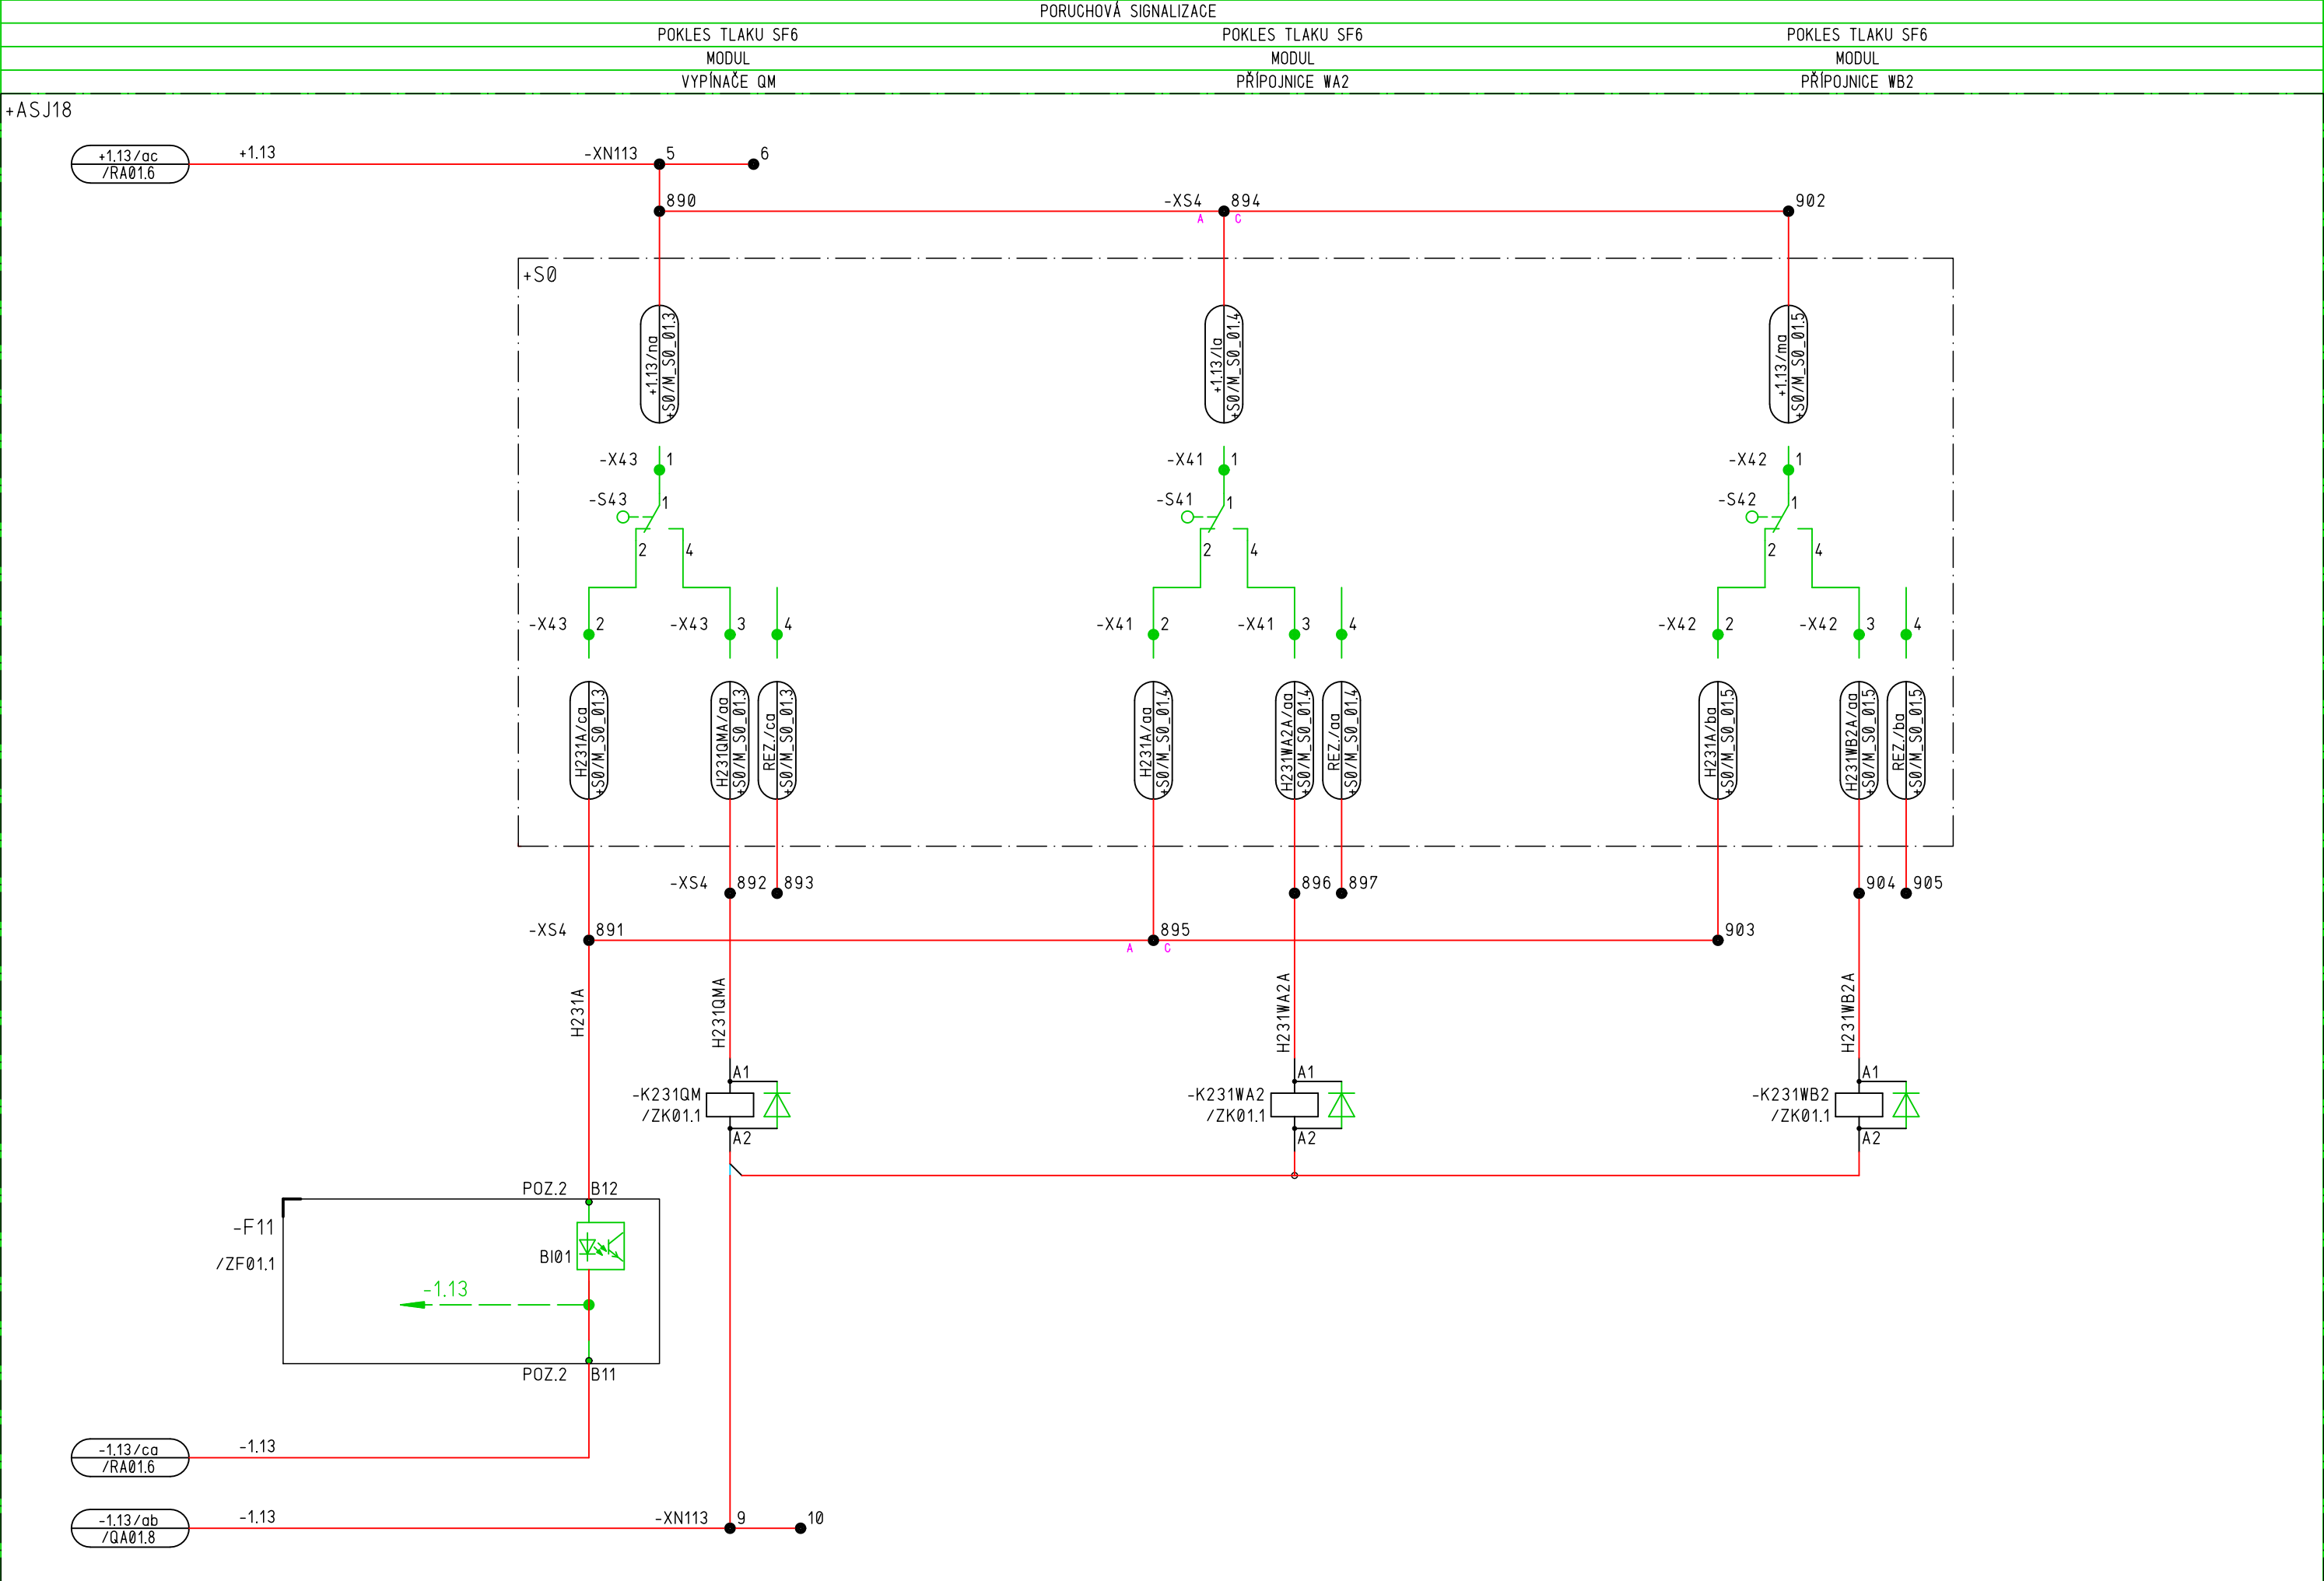 PORUCHOVÁ SIGNALIZACE
POKLES TLAKU SF6 POKLES TLAKU SF6 POKLES TLAKU SF6
MODUL MODUL MODUL
VYPÍNAČE QM PŘÍPOJNICE WA2 PŘÍPOJNICE WB2
+ASJ18
+1.13/ac +1.13 -XN113 5 6
/RA01.6
890 -XS4 894 902
A C
+S0
+1.13/na +1.13/la +1.13/ma
+S0/M_S0_01.3 +S0/M_S0_01.4 +S0/M_S0_01.5
-X43 1 -X41 1 -X42 1
-S43 1 -S41 1 -S42 1
2 4 2 4 2 4
-X43 2 -X43 3 4 -X41 2 -X41 3 4 -X42 2 -X42 3 4
H231A/ca H231QMA/aa REZ./ca H231A/aa H231WA2A/aa REZ./aa H231A/ba H231WB2A/aa REZ./ba
+S0/M_S0_01.3 +S0/M_S0_01.3 +S0/M_S0_01.3 +S0/M_S0_01.4 +S0/M_S0_01.4 +S0/M_S0_01.4 +S0/M_S0_01.5 +S0/M_S0_01.5 +S0/M_S0_01.5
-XS4 892 893 896 897 904 905
-XS4 891 895 903
A C
H231A H231QMA H231WA2A H231WB2A
A1 A1 A1
-K231QM -K231WA2 -K231WB2
/ZK01.1 /ZK01.1 /ZK01.1
A2 A2 A2
POZ.2 B12
-F11
BI01
/ZF01.1
-1.13
POZ.2 B11
-1.13/ca -1.13
/RA01.6
-1.13/ab -1.13 -XN113 9 10
/QA01.8